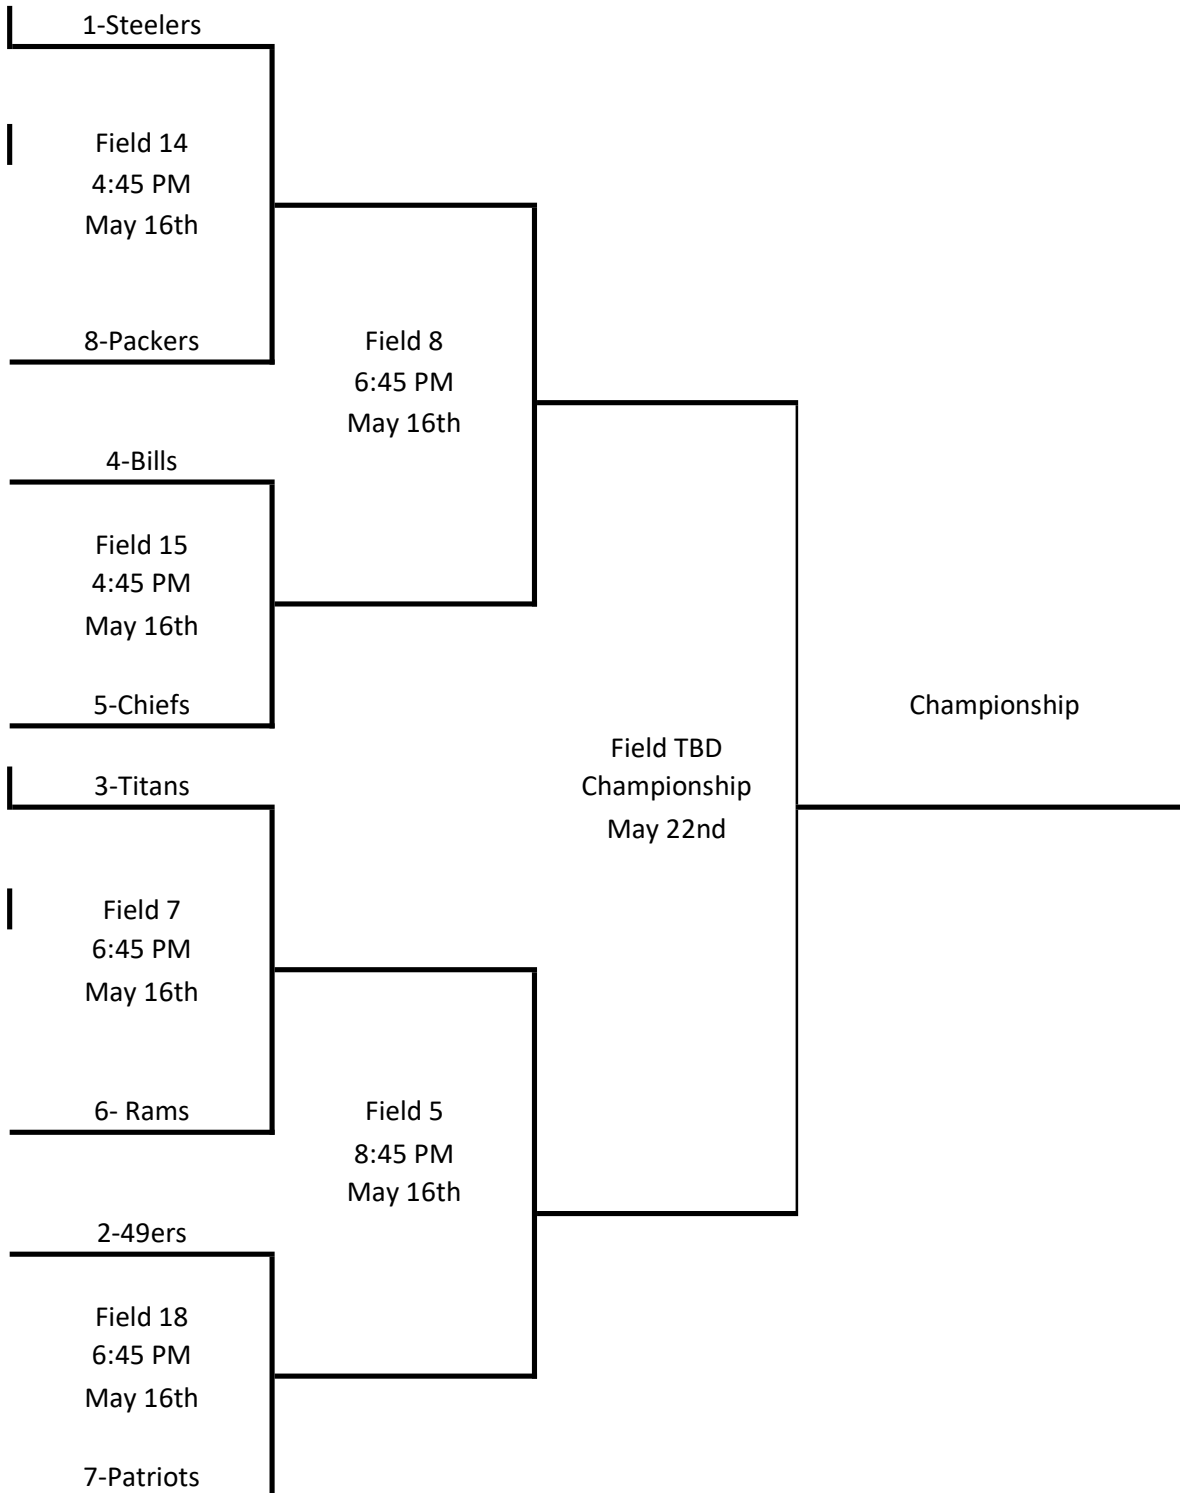 1-Steelers
Field 14
4:45 PM
May 16th
8-Packers
Field 8
6:45 PM
May 16th
4-Bills
Field 15
4:45 PM
May 16th
5-Chiefs
Championship
Field TBD
Championship
May 22nd
3-Titans
Field 7
6:45 PM
May 16th
6- Rams
Field 5
8:45 PM
May 16th
2-49ers
Field 18
6:45 PM
May 16th
7-Patriots